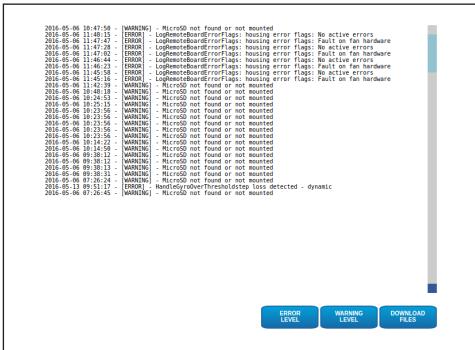 2016-05-06 10:47:50 - [WARNING] - MicroSD not found or not mounted
2016-05-06 11:48:15 - [ERROR] - LogRemoteBoardErrorFlags: housing error flags: No active errors
2016-05-06 11:47:47 - [ERROR] - LogRemoteBoardErrorFlags: housing error flags: Fault on fan hardware
2016-05-06 11:47:28 - [ERROR] - LogRemoteBoardErrorFlags: housing error flags: No active errors
2016-05-06 11:47:02 - [ERROR] - LogRemoteBoardErrorFlags: housing error flags: Fault on fan hardware
2016-05-06 11:46:44 - [ERROR] - LogRemoteBoardErrorFlags: housing error flags: No active errors
2016-05-06 11:46:23 - [ERROR] - LogRemoteBoardErrorFlags: housing error flags: Fault on fan hardware
2016-05-06 11:45:58 - [ERROR] - LogRemoteBoardErrorFlags: housing error flags: No active errors
2016-05-06 11:45:16 - [ERROR] - LogRemoteBoardErrorFlags: housing error flags: Fault on fan hardware
2016-05-06 11:42:39 - [WARNING] - MicroSD not found or not mounted
2016-05-06 10:48:18 - [WARNING] - MicroSD not found or not mounted
2016-05-06 10:24:53 - [WARNING] - MicroSD not found or not mounted
2016-05-06 10:25:15 - [WARNING] - MicroSD not found or not mounted
2016-05-06 10:23:56 - [WARNING] - MicroSD not found or not mounted
2016-05-06 10:23:56 - [WARNING] - MicroSD not found or not mounted
2016-05-06 10:23:56 - [WARNING] - MicroSD not found or not mounted
2016-05-06 10:23:56 - [WARNING] - MicroSD not found or not mounted
2016-05-06 10:23:56 - [WARNING] - MicroSD not found or not mounted
2016-05-06 10:14:22 - [WARNING] - MicroSD not found or not mounted
2016-05-06 10:14:50 - [WARNING] - MicroSD not found or not mounted
2016-05-06 09:38:12 - [WARNING] - MicroSD not found or not mounted
2016-05-06 09:38:12 - [WARNING] - MicroSD not found or not mounted
2016-05-06 09:38:13 - [WARNING] - MicroSD not found or not mounted
2016-05-06 09:38:31 - [WARNING] - MicroSD not found or not mounted
2016-05-06 07:26:24 - [WARNING] - MicroSD not found or not mounted
2016-05-13 09:51:17 - [ERROR] - HandleGyroOverThresholdstep loss detected - dynamic
2016-05-06 07:26:45 - [WARNING] - MicroSD not found or not mounted
ERROR LEVEL
WARNING LEVEL
DOWNLOAD FILES